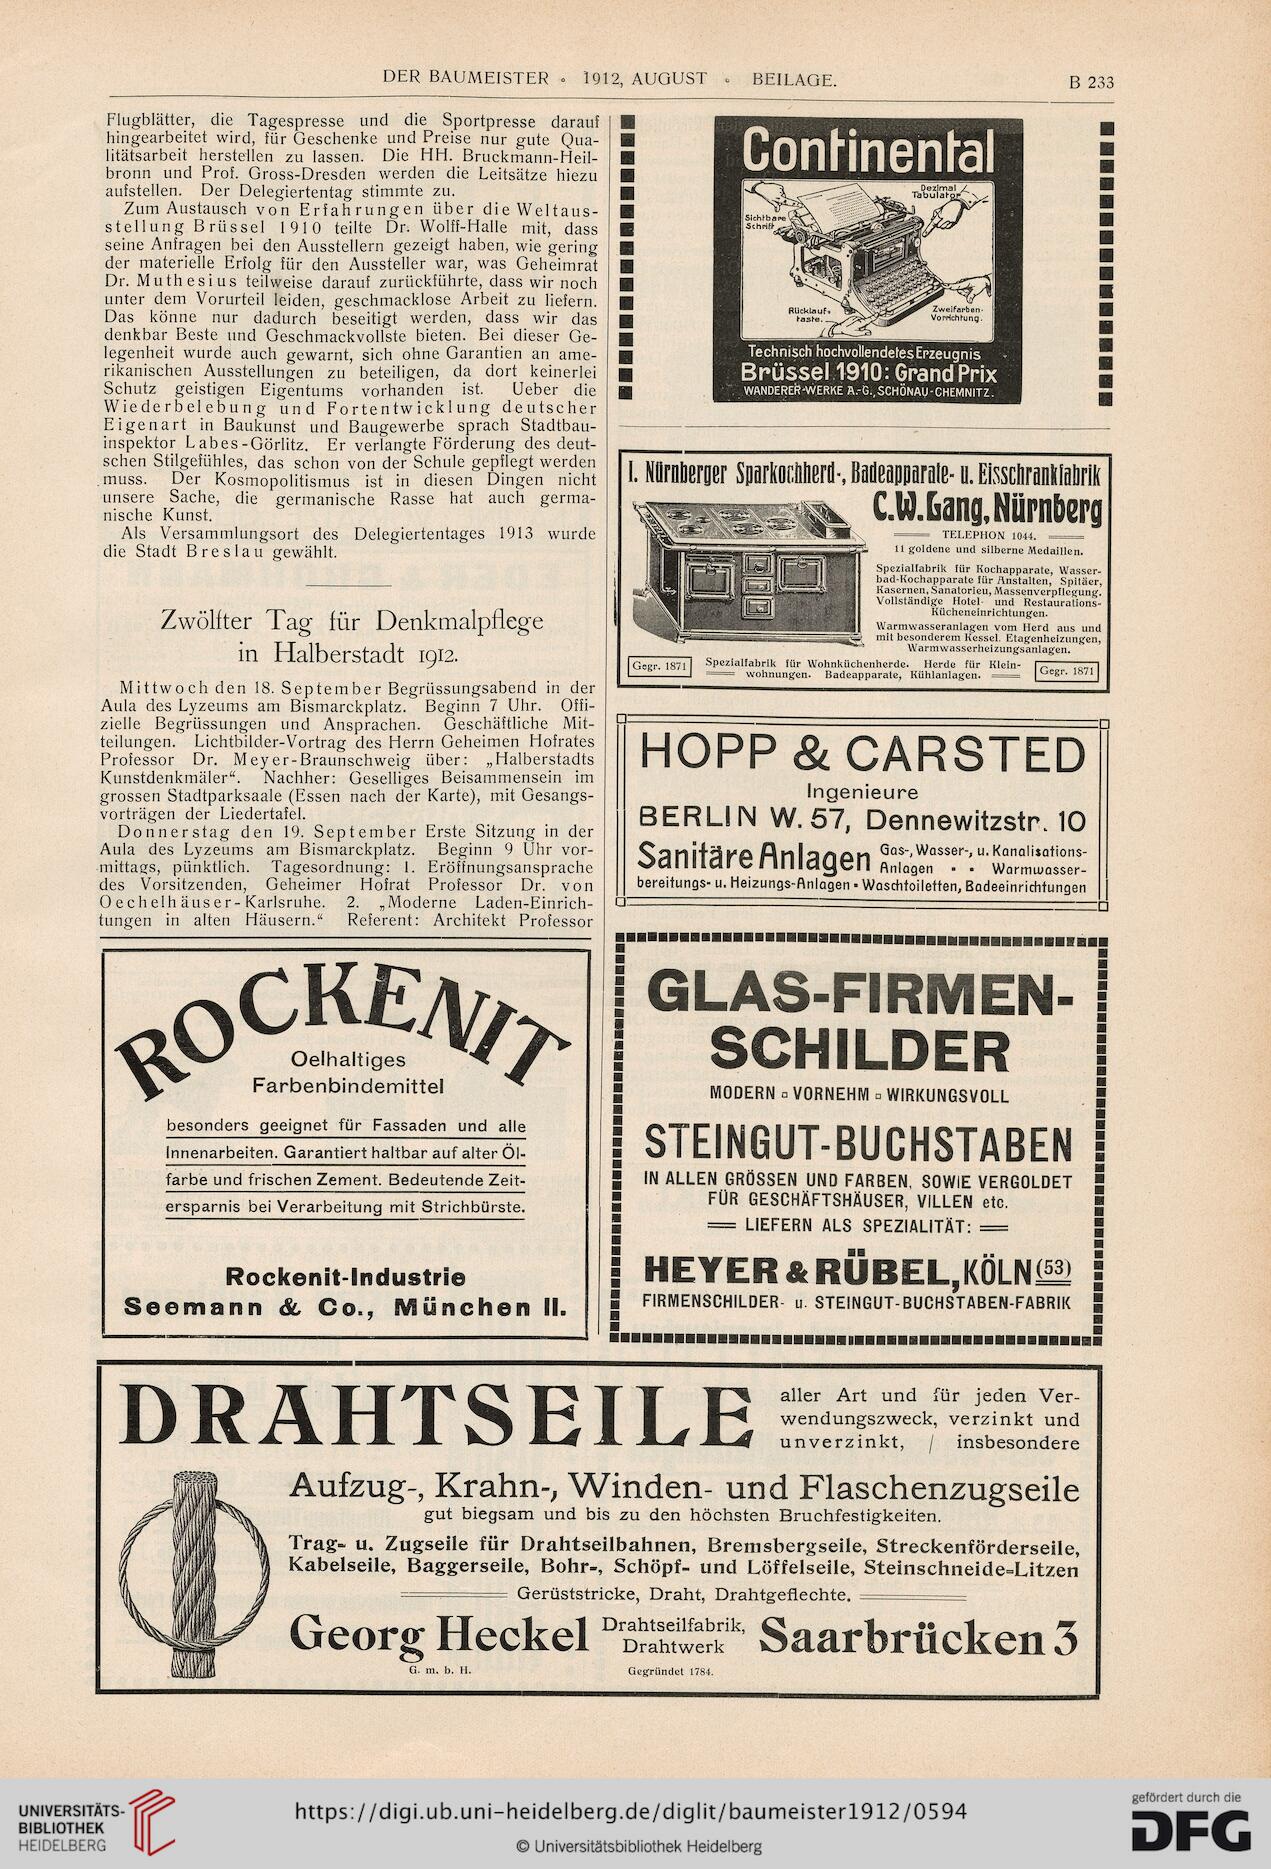 DER BAUMEISTER ∘ 1912, AUGUST ∘ BEILAGE.
B 233
Flugblätter, die Tagespresse und die Sportpresse darauf
hingearbeitet wird, für Geschenke und Preise nur gute Qua-
litätsarbeit herstellen zu lassen. Die HH. Bruckmann-Heil-
bronn und Prof. Gross-Dresden werden die Leitsätze hiezu
aufstellen. Der Delegiertentag stimmte zu.
Zum Austausch von Erfahrungen über die Weltaus-
stellung Brüssel 1910 teilte Dr. Wolff-Halle mit, dass
seine Anfragen bei den Ausstellern gezeigt haben, wie gering
der materielle Erfolg für den Aussteller war, was Geheimrat
Dr. Muthesius teilweise darauf zurückführte, dass wir noch
unter dem Vorurteil leiden, geschmacklose Arbeit zu liefern.
Das könne nur dadurch beseitigt werden, dass wir das
denkbar Beste und Geschmackvollste bieten. Bei dieser Ge-
legenheit wurde auch gewarnt, sich ohne Garantien an ame-
rikanischen Ausstellungen zu beteiligen, da dort keinerlei
Schutz geistigen Eigentums vorhanden ist. Ueber die
Wiederbelebung und Fortentwicklung deutscher
Eigenart in Baukunst und Baugewerbe sprach Stadtbau-
inspektor Labes-Görlitz. Er verlangte Förderung des deut-
schen Stilgefühles, das schon von der Schule gepflegt werden
muss. Der Kosmopolitismus ist in diesen Dingen nicht
unsere Sache, die germanische Rasse hat auch germa-
nische Kunst.
Als Versammlungsort des Delegiertentages 1913 wurde
die Stadt Breslau gewählt.
Zwölfter Tag für Denkmalpflege
in Halberstadt 1912.
Mittwoch den 18. September Begrüssungsabend in der
Aula des Lyzeums am Bismarckplatz. Beginn 7 Uhr. Offi-
zielle Begrüssungen und Ansprachen. Geschäftliche Mit-
teilungen. Lichtbilder-Vortrag des Herrn Geheimen Hofrates
Professor Dr. Meyer-Braunschweig über: „Halberstadts
Kunstdenkmäler“. Nachher: Geselliges Beisammensein im
grossen Stadtparksaale (Essen nach der Karte), mit Gesangs-
vorträgen der Liedertafel.
Donnerstag den 19. September Erste Sitzung in der
Aula des Lyzeums am Bismarckplatz. Beginn 9 Uhr vor-
mittags, pünktlich. Tagesordnung: 1. Eröffnungsansprache
des Vorsitzenden, Geheimer Hofrat Professor Dr. von
Oechelhäuser-Karlsruhe. 2. „Moderne Laden-Einrich-
tungen in alten Häusern.“ Referent: Architekt Professor
Continental
Dezimal
Tabulator
Sichtbare
Schrift
Rücklauf-
taste.
Zweifarben-
Vorrichtung.
Technisch hochvollendetes Erzeugnis
Brüssel 1910: Grand Prix
WANDERER-WERKE A.-G., SCHÖNAU-CHEMNITZ.
I. Nürnberger Sparkochherd-, Badeapparate- u. Eisschrankfabrik
C.W. Lang, Nürnberg
TELEPHON 1044.
11 goldene und silberne Medaillen.
Spezialfabrik für Kochapparate, Wasser-
bad-Kochapparate für Anstalten, Spitäer,
Kasernen, Sanatorieu, Massenverpflegung.
Vollständige Hotel- und Restaurations-
Kücheneinrichtungen.
Warmwasseranlagen vom Herd aus und
mit besonderem Kessel. Etagenheizungen,
Warmwasserheizungsanlagen.
Gegr. 1871
Spezialfabrik für Wohnküchenherde. Herde für Klein-
wohnungen. Badeapparate, Kühlanlagen.
Gegr. 1871
HOPP & CARSTED
Ingenieure
BERLIN W. 57, Dennewitzstr. 10
Sanitäre Anlagen Gas-, Wasser-, u. Kanalisations-
Anlagen ▪ ▪ Warmwasser-
bereitungs- u. Heizungs-Anlagen ▪ Waschtoiletten, Badeeinrichtungen
ROCKENIT
Oelhaltiges
Farbenbindemittel
besonders geeignet für Fassaden und alle
Innenarbeiten. Garantiert haltbar auf alter Öl-
farbe und frischen Zement. Bedeutende Zeit-
ersparnis bei Verarbeitung mit Strichbürste.
Rockenit-Industrie
Seemann & Co., München II.
GLAS-FIRMEN-
SCHILDER
MODERN ▫ VORNEHM ▫ WIRKUNGSVOLL
STEINGUT-BUCHSTABEN
IN ALLEN GRÖSSEN UND FARBEN, SOWIE VERGOLDET
FÜR GESCHÄFTSHÄUSER, VILLEN etc.
LIEFERN ALS SPEZIALITÄT:
HEYER & RÜBEL, KÖLN (53)
FIRMENSCHILDER- u. STEINGUT-BUCHSTABEN-FABRIK
DRAHTSEILE
aller Art und für jeden Ver-
wendungszweck, verzinkt und
unverzinkt, / insbesondere
Aufzug-, Krahn-, Winden- und Flaschenzugseile
gut biegsam und bis zu den höchsten Bruchfestigkeiten.
Trag- u. Zugseile für Drahtseilbahnen, Bremsbergseile, Streckenförderseile,
Kabelseile, Baggerseile, Bohr-, Schöpf- und Löffelseile, Steinschneide-Litzen
Gerüststricke, Draht, Drahtgeflechte.
Georg Heckel Drahtseilfabrik, Saarbrücken 3
Drahtwerk
G. m. b. H.
Gegründet 1784.
UNIVERSITÄTS-
BIBLIOTHEK
HEIDELBERG
https://digi.ub.uni-heidelberg.de/diglit/baumeister1912/0594
© Universitätsbibliothek Heidelberg
gefördert durch die
DFG